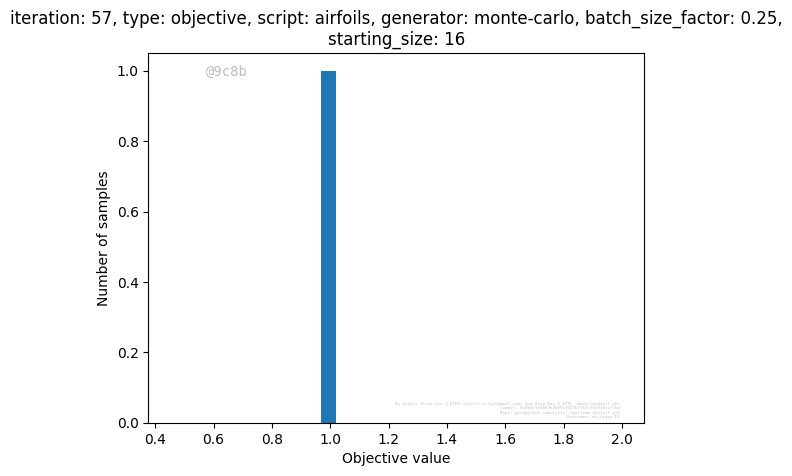 iteration: 57, type: objective, script: airfoils, generator: monte-carlo, batch_size_factor: 0.25,
starting_size: 16
@9c8b
1.0
0.8
0.6
0.4
0.2
0.0
Number of samples
0.4 0.6 0.8 1.0 1.2 1.4 1.6 1.8 2.0
Objective value